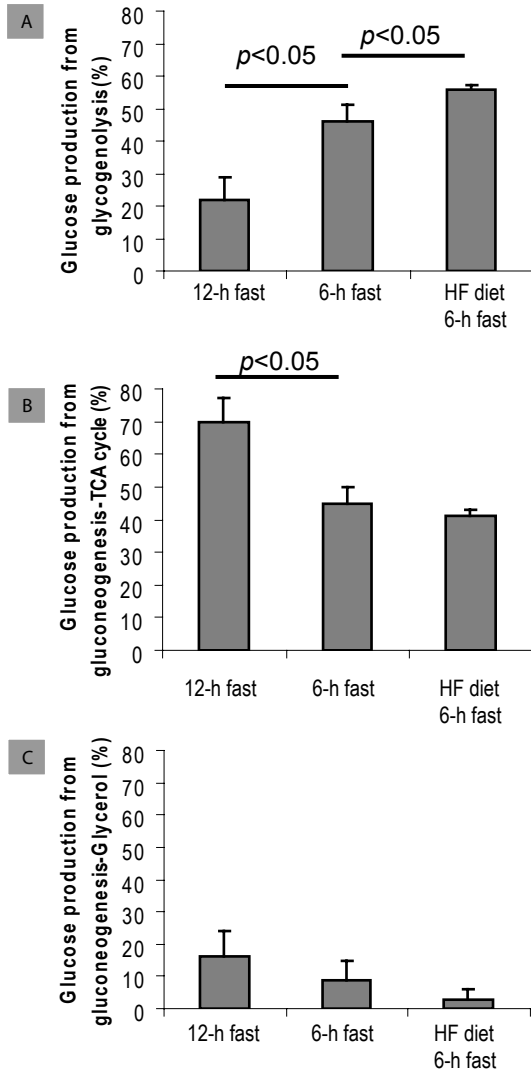 A
Glucose production from
glycogenolysis (%)
80
70
60
50
40
30
20
10
0
p<0.05
p<0.05
12-h fast
6-h fast
HF diet
6-h fast
B
Glucose production from
gluconeogenesis-TCA cycle (%)
80
70
60
50
40
30
20
10
0
p<0.05
12-h fast
6-h fast
HF diet
6-h fast
C
Glucose production from
gluconeogenesis-Glycerol (%)
80
70
60
50
40
30
20
10
0
12-h fast
6-h fast
HF diet
6-h fast